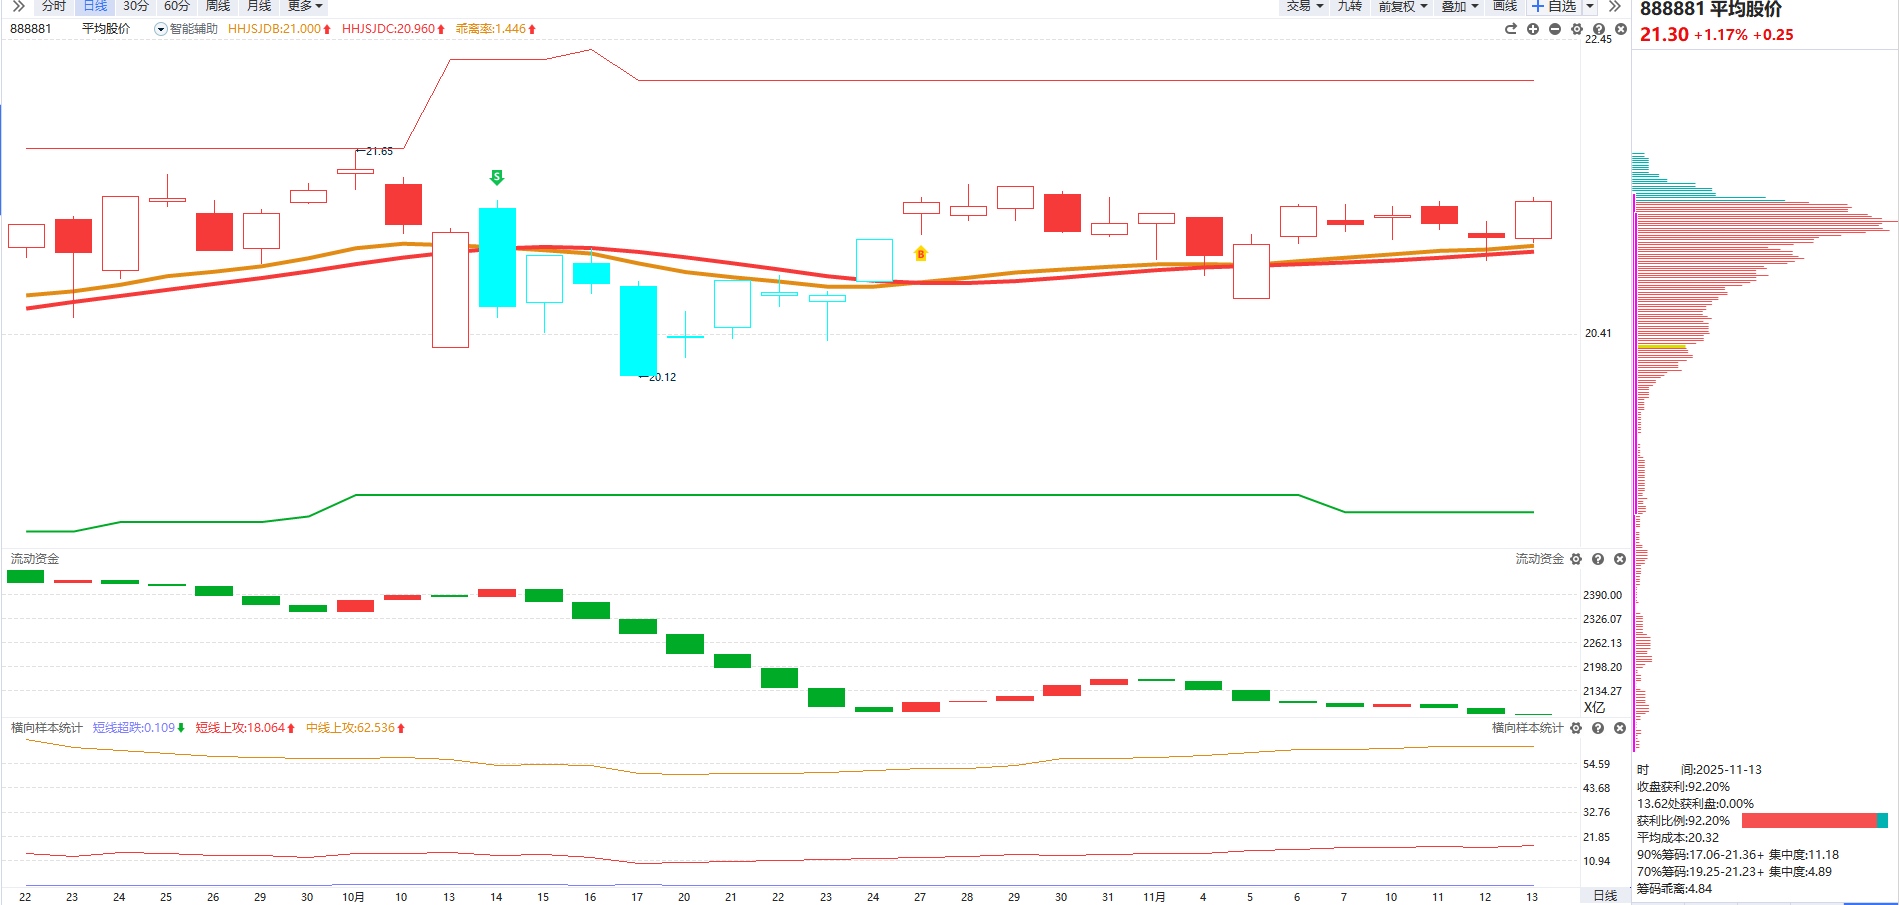 分时 日线 30分 60分 周线 月线 更多 交易 九转 前复权 叠加 画线 自选
888881 平均股价
21.30 +1.17% +0.25
888881 平均股价 智能辅助 HHJSJDB:21.000 HHJSJDC:20.960 乖离率:1.446
22.45
←21.65
S
B
20.41
←20.12
流动资金 流动资金
2390.00
2326.07
2262.13
2198.20
2134.27
X亿
横向样本统计 短线超跌:0.109 短线上攻:18.064 中线上攻:62.536 横向样本统计
54.59
43.68
32.76
21.85
10.94
22 23 24 25 26 29 30 10月 10 13 14 15 16 17 20 21 22 23 24 27 28 29 30 31 11月 4 5 6 7 10 11 12 13 日线
时 间:2025-11-13
收盘获利:92.20%
13.62处获利盘:0.00%
获利比例:92.20%
平均成本:20.32
90%筹码:17.06-21.36+ 集中度:11.18
70%筹码:19.25-21.23+ 集中度:4.89
筹码乖离:4.84